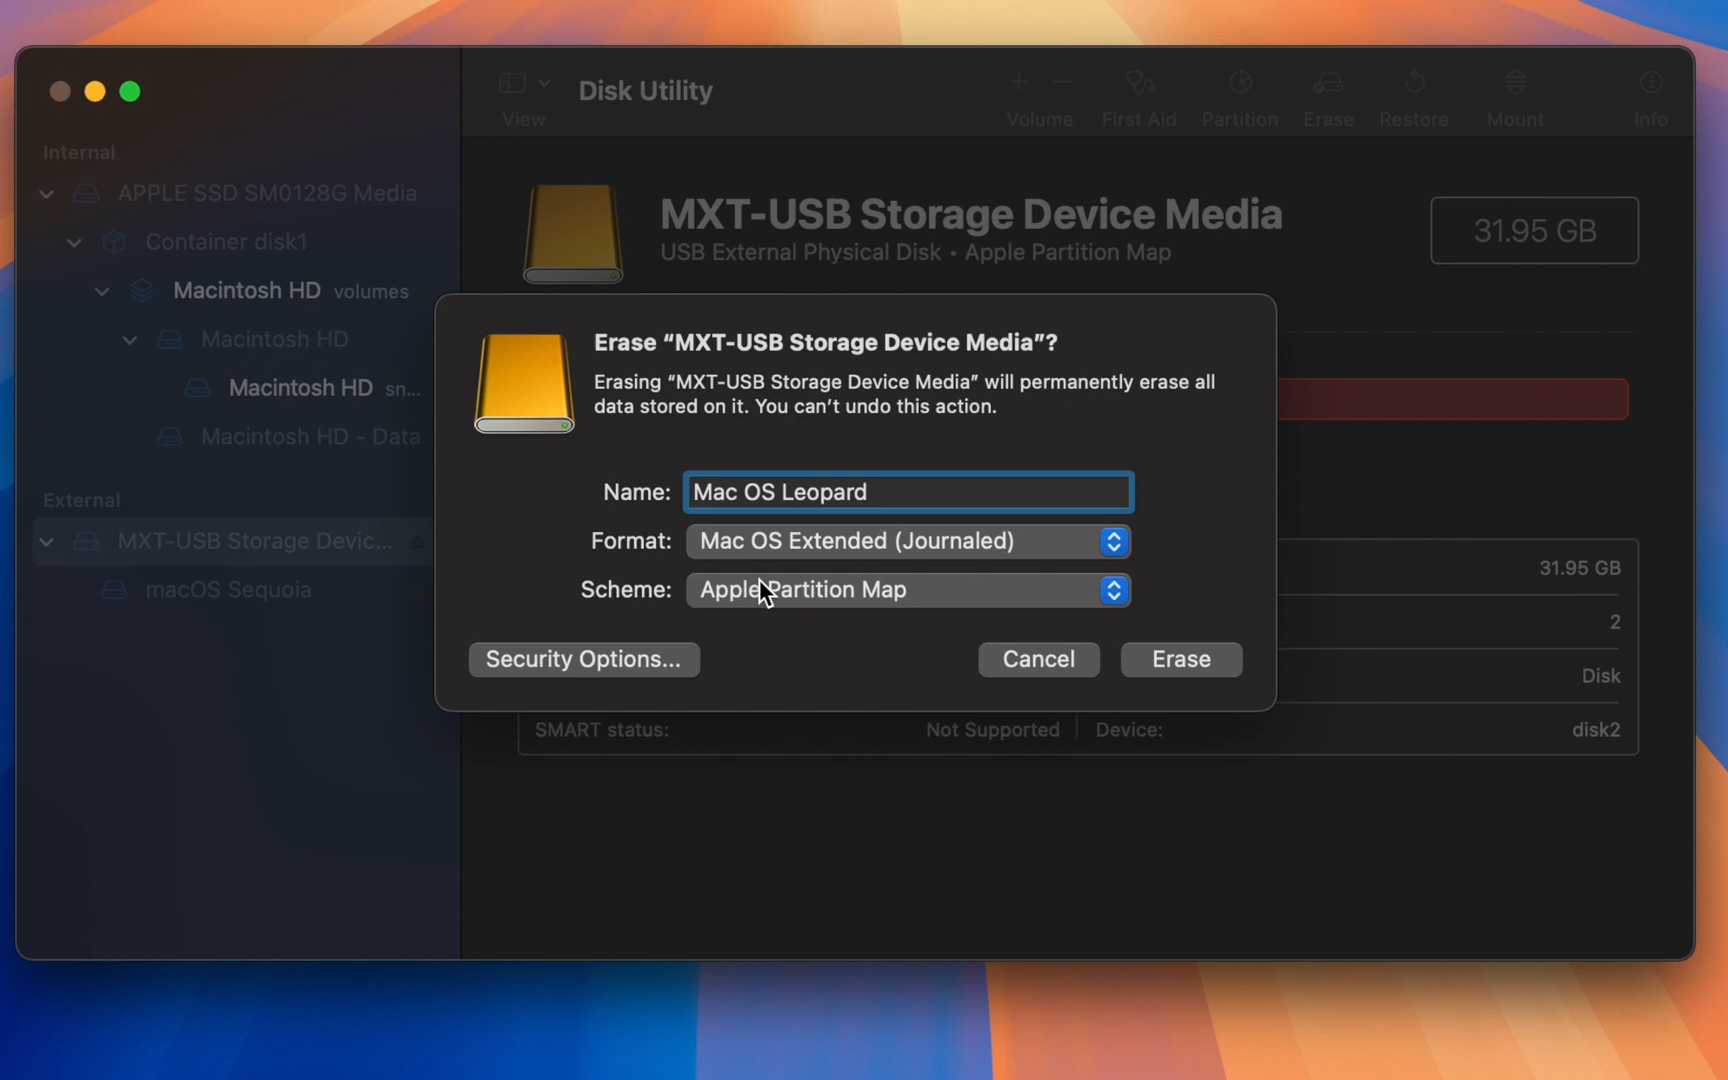 Disk Utility
View
Volume
First Aid
Partition
Erase
Restore
Mount
Info
Internal
APPLE SSD SM0128G Media
Container disk1
Macintosh HD volumes
Macintosh HD
Macintosh HD sn...
Macintosh HD - Data
External
MXT-USB Storage Devic...
macOS Sequoia
MXT-USB Storage Device Media
USB External Physical Disk • Apple Partition Map
31.95 GB
Erase “MXT-USB Storage Device Media”?
Erasing “MXT-USB Storage Device Media” will permanently erase all
data stored on it. You can’t undo this action.
Name: Mac OS Leopard
Format: Mac OS Extended (Journaled)
Scheme: Apple Partition Map
Security Options...
Cancel
Erase
31.95 GB
2
Disk
SMART status: Not Supported
Device: disk2